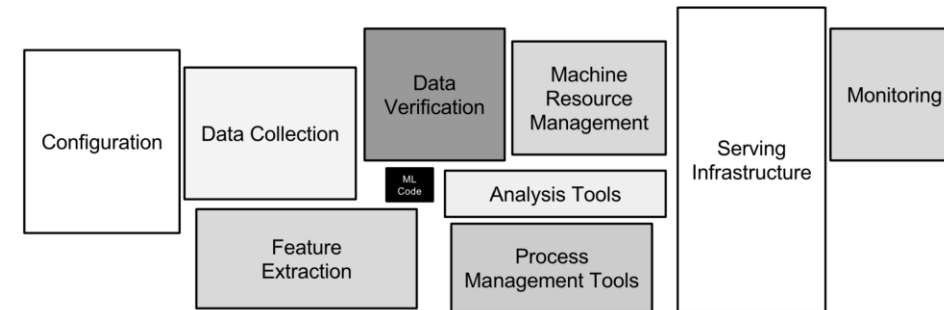 Configuration
Data Collection
Data
Verification
Machine
Resource
Management
Serving
Infrastructure
Monitoring
ML
Code
Analysis Tools
Feature
Extraction
Process
Management Tools